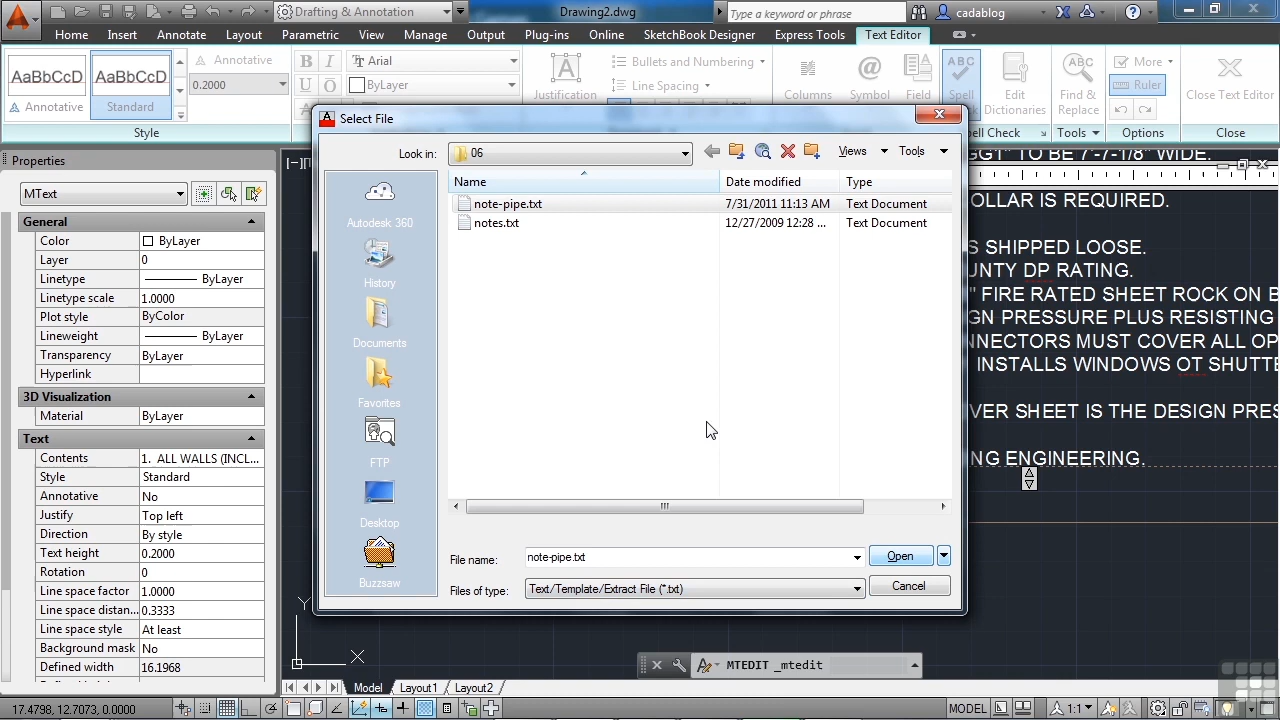 Drafting & Annotation
Drawing2.dwg
Type a keyword or phrase
cadablog
Home Insert Annotate Layout Parametric View Manage Output Plug-ins Online SketchBook Designer Express Tools Text Editor
AaBbCcD AaBbCcD
Annotative
0.2000
Annotative Standard
Style
B I
U O
Arial
ByLayer
Justification
Bullets and Numbering
Line Spacing
Columns
Symbol
Field
ABC
Spell
Edit
Dictionaries
ABC
Find &
Replace
More
Ruler
Close Text Editor
ell Check
Tools
Options
Close
Properties
MText
General
Color ByLayer
Layer 0
Linetype ByLayer
Linetype scale 1.0000
Plot style ByColor
Lineweight ByLayer
Transparency ByLayer
Hyperlink
3D Visualization
Material ByLayer
Text
Contents 1. ALL WALLS (INCL...
Style Standard
Annotative No
Justify Top left
Direction By style
Text height 0.2000
Rotation 0
Line space factor 1.0000
Line space distan... 0.3333
Line space style At least
Background mask No
Defined width 16.1968
Select File
Look in: 06
Views Tools
Name Date modified Type
note-pipe.txt 7/31/2011 11:13 AM Text Document
notes.txt 12/27/2009 12:28 ... Text Document
Autodesk 360
History
Documents
Favorites
FTP
Desktop
Buzzsaw
File name: note-pipe.txt
Open
Files of type: Text/Template/Extract File (*.txt)
Cancel
GGT" TO BE 7'-7-1/8" WIDE.
OLLAR IS REQUIRED.
S SHIPPED LOOSE.
UNTY DP RATING.
" FIRE RATED SHEET ROCK ON B
GN PRESSURE PLUS RESISTING
NNECTORS MUST COVER ALL OP
INSTALLS WINDOWS OT SHUTTE
VER SHEET IS THE DESIGN PRES
NG ENGINEERING.
Y
X
MTEDIT _mtedit
Model Layout1 Layout2
17.4798, 12.7073, 0.0000
MODEL
1:1